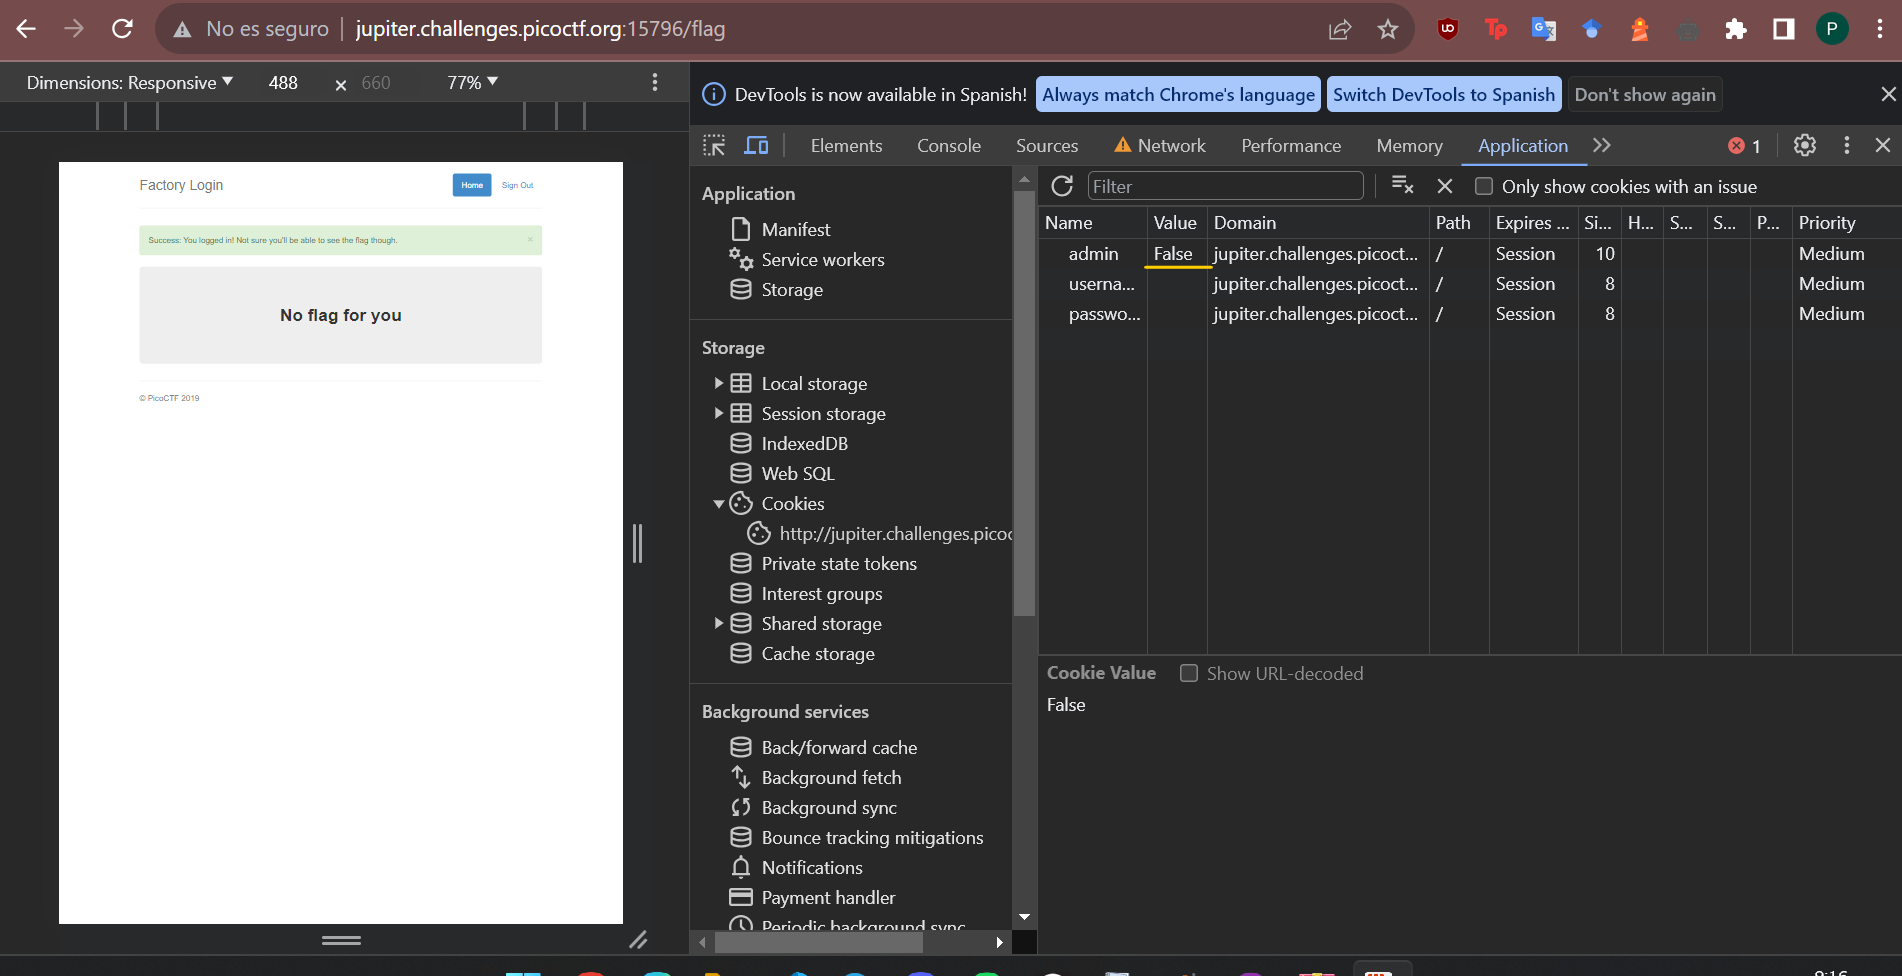 No es seguro jupiter.challenges.picoctf.org:15796/flag
P
Dimensions: Responsive 488 x 660 77%
Factory Login Home Sign Out
Success: You logged in! Not sure you'll be able to see the flag though. ×
No flag for you
© PicoCTF 2019
DevTools is now available in Spanish! Always match Chrome's language Switch DevTools to Spanish Don't show again
Elements Console Sources Network Performance Memory Application 1
Application
Manifest
Service workers
Storage
Storage
Local storage
Session storage
IndexedDB
Web SQL
Cookies
http://jupiter.challenges.picoc
Private state tokens
Interest groups
Shared storage
Cache storage
Background services
Back/forward cache
Background fetch
Background sync
Bounce tracking mitigations
Notifications
Payment handler
Periodic background sync
Filter Only show cookies with an issue
Name Value Domain Path Expires ... Si... H... S... S... P... Priority
admin False jupiter.challenges.picoct... / Session 10 Medium
userna... jupiter.challenges.picoct... / Session 8 Medium
passwo... jupiter.challenges.picoct... / Session 8 Medium
Cookie Value Show URL-decoded
False